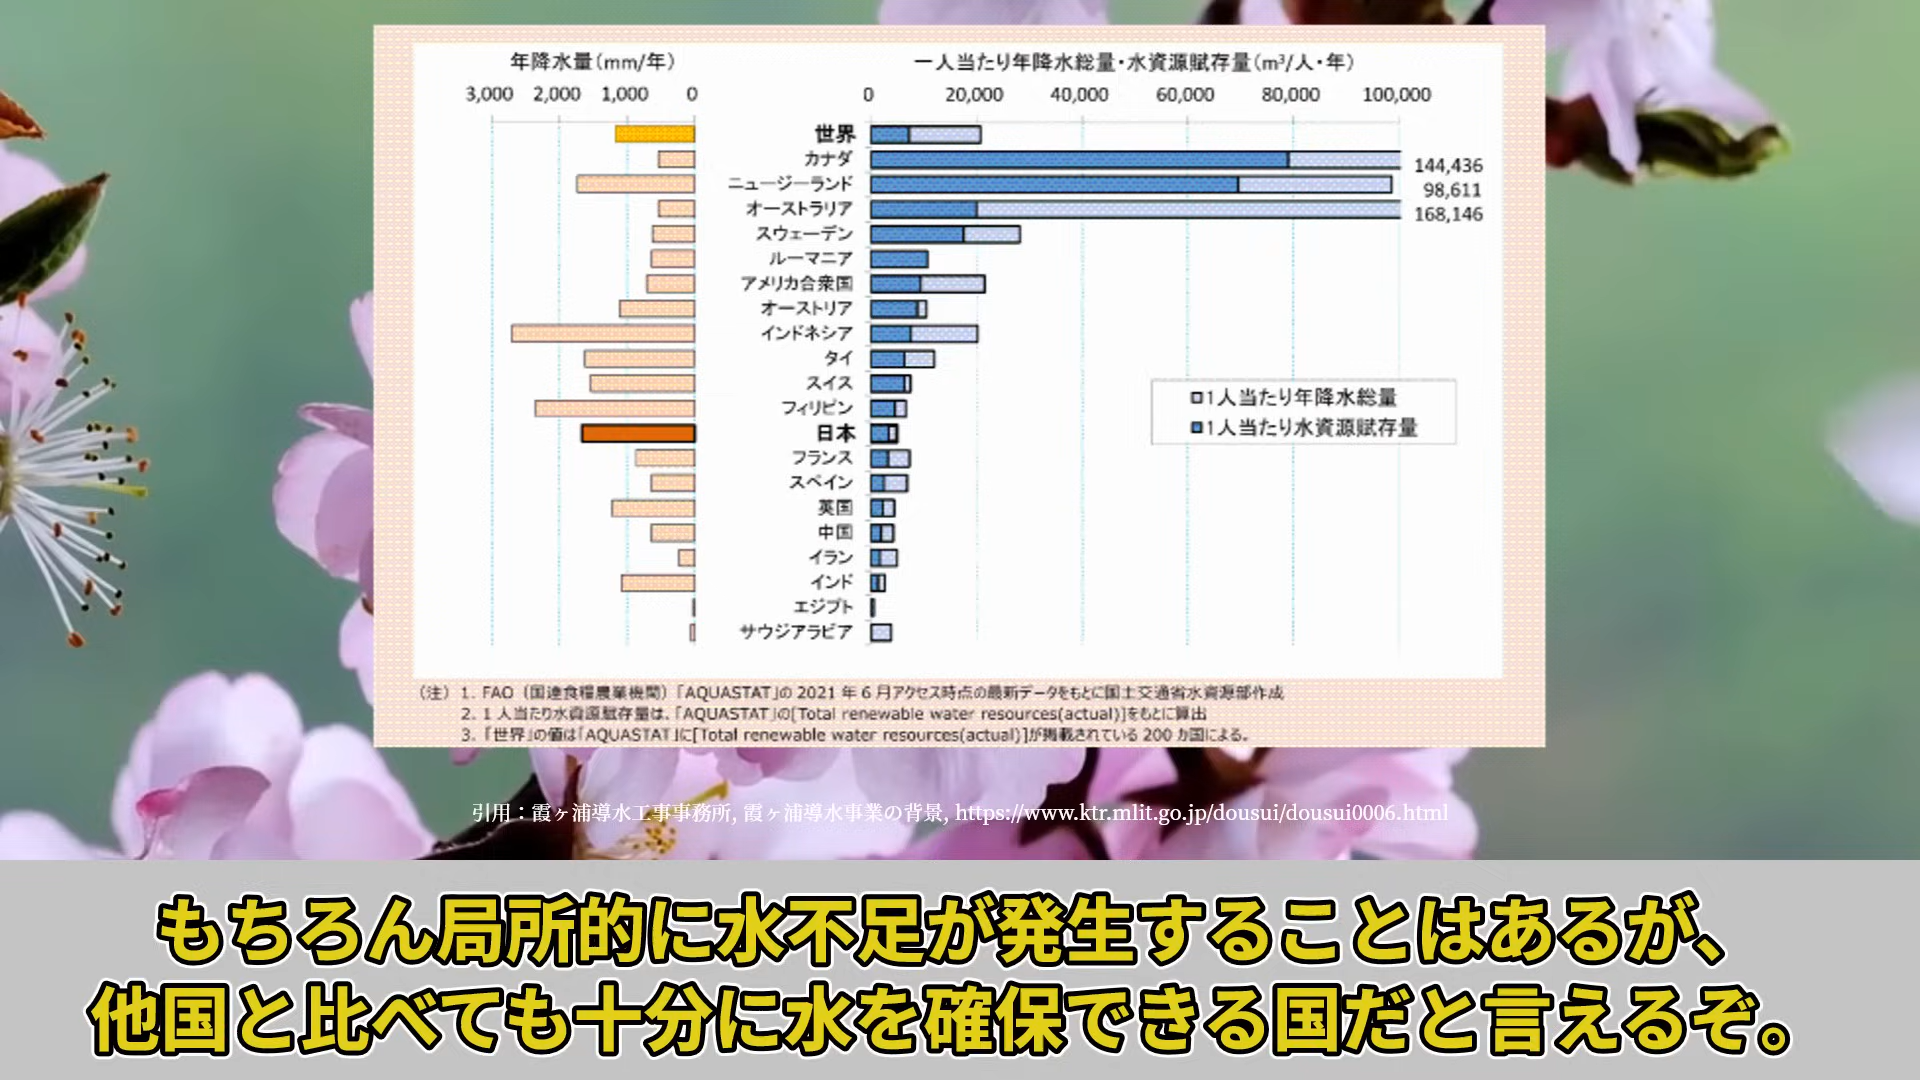 年降水量(mm/年)
一人当たり年降水総量・水資源賦存量(m³/人・年)
3,000 2,000 1,000 0
0 20,000 40,000 60,000 80,000 100,000
世界
カナダ 144,436
ニュージーランド 98,611
オーストラリア 168,146
スウェーデン
ルーマニア
アメリカ合衆国
オーストリア
インドネシア
タイ
スイス
フィリピン
日本
フランス
スペイン
英国
中国
イラン
インド
エジプト
サウジアラビア
1人当たり年降水総量
1人当たり水資源賦存量
(注) 1. FAO(国連食糧農業機関)「AQUASTAT」の 2021 年 6 月アクセス時点の最新データをもとに国土交通省水資源部作成
2. 1 人当たり水資源賦存量は、「AQUASTAT」の[Total renewable water resources(actual)]をもとに算出
3. 「世界」の値は「AQUASTAT」に[Total renewable water resources(actual)]が掲載されている 200 カ国による。
引用:霞ヶ浦導水工事事務所, 霞ヶ浦導水事業の背景, https://www.ktr.mlit.go.jp/dousui/dousui0006.html
もちろん局所的に水不足が発生することはあるが、
他国と比べても十分に水を確保できる国だと言えるぞ。